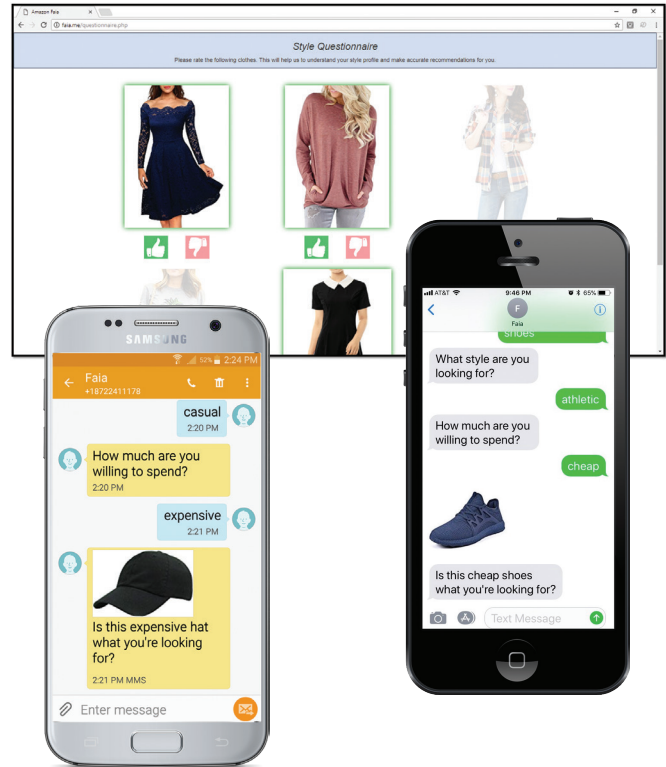 Amazon Faia
faia.me/questionnaire.php
Style Questionnaire
Please rate the following clothes. This will help us to understand your style profile and make accurate recommendations for you.
SAMSUNG
52% 2:24 PM
Faia
+18722411178
casual
2:20 PM
How much are you
willing to spend?
2:20 PM
expensive
2:21 PM
Is this expensive hat
what you're looking
for?
2:21 PM MMS
Enter message
AT&T 9:46 PM 65%
F
Faia
shoes
What style are you
looking for?
athletic
How much are you
willing to spend?
cheap
Is this cheap shoes
what you're looking for?
Text Message